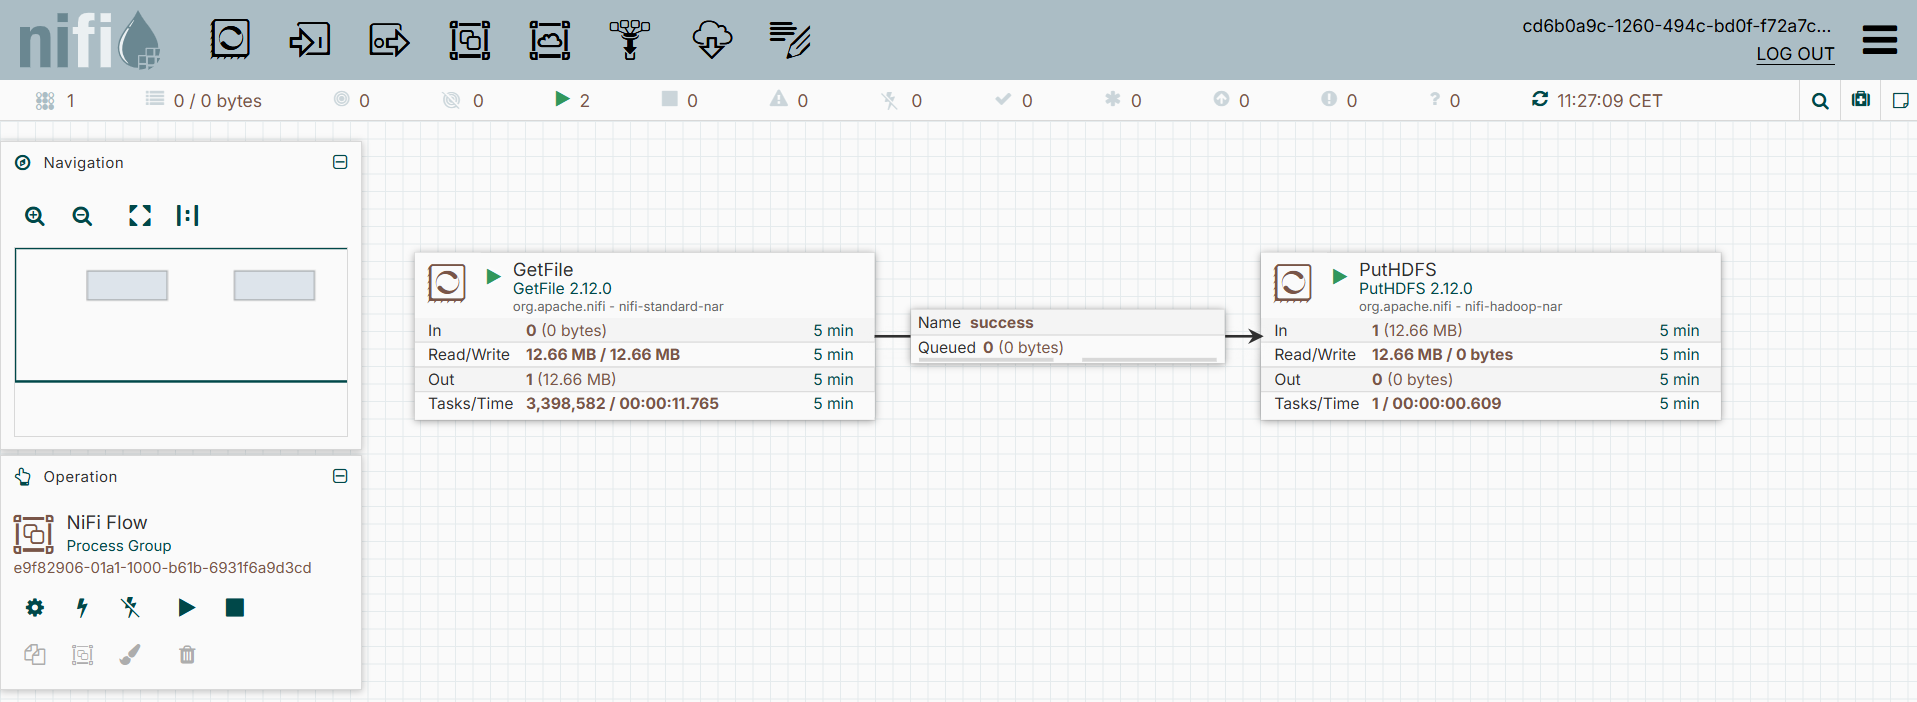 nifi
cd6b0a9c-1260-494c-bd0f-f72a7c...
LOG OUT
1 0 / 0 bytes 0 0 2 0 0 0 0 0 0 0 ? 0 11:27:09 CET
Navigation
GetFile
GetFile 2.12.0
org.apache.nifi - nifi-standard-nar
In 0 (0 bytes) 5 min
Read/Write 12.66 MB / 12.66 MB 5 min
Out 1 (12.66 MB) 5 min
Tasks/Time 3,398,582 / 00:00:11.765 5 min
Name success
Queued 0 (0 bytes)
PutHDFS
PutHDFS 2.12.0
org.apache.nifi - nifi-hadoop-nar
In 1 (12.66 MB) 5 min
Read/Write 12.66 MB / 0 bytes 5 min
Out 0 (0 bytes) 5 min
Tasks/Time 1 / 00:00:00.609 5 min
Operation
NiFi Flow
Process Group
e9f82906-01a1-1000-b61b-6931f6a9d3cd